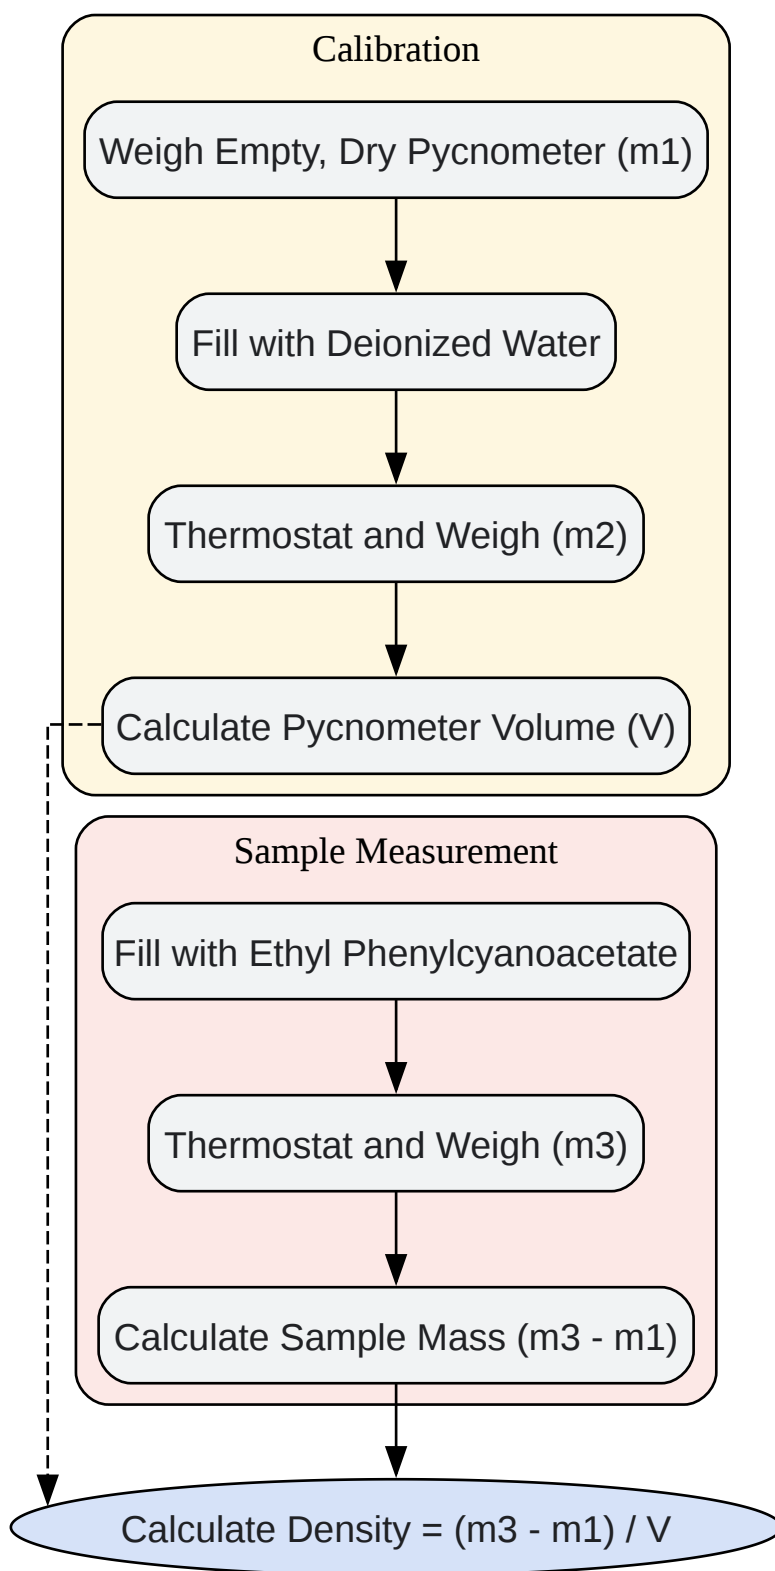 Calibration
Weigh Empty, Dry Pycnometer (m1)
Fill with Deionized Water
Thermostat and Weigh (m2)
Calculate Pycnometer Volume (V)
Sample Measurement
Fill with Ethyl Phenylcyanoacetate
Thermostat and Weigh (m3)
Calculate Sample Mass (m3 - m1)
Calculate Density = (m3 - m1) / V